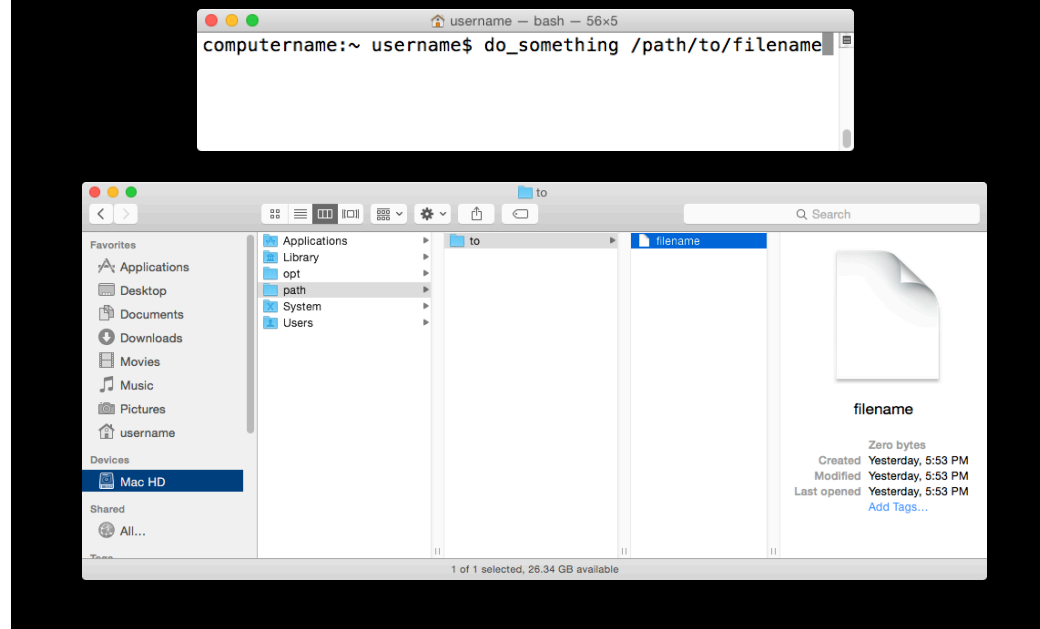 username — bash — 56×5
computername:~ username$ do_something /path/to/filename
to
Search
Favorites
Applications
Desktop
Documents
Downloads
Movies
Music
Pictures
username
Devices
Mac HD
Shared
All...
Tags
Applications
Library
opt
path
System
Users
to
filename
filename
Zero bytes
Created Yesterday, 5:53 PM
Modified Yesterday, 5:53 PM
Last opened Yesterday, 5:53 PM
Add Tags...
1 of 1 selected, 26.34 GB available